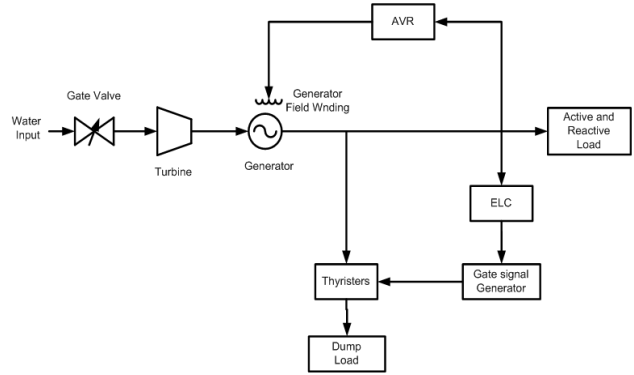 AVR
Gate Valve
Generator
Field Wnding
Water
Input
Active and
Reactive
Load
Turbine
Generator
ELC
Thyristers
Gate signal
Generator
Dump
Load